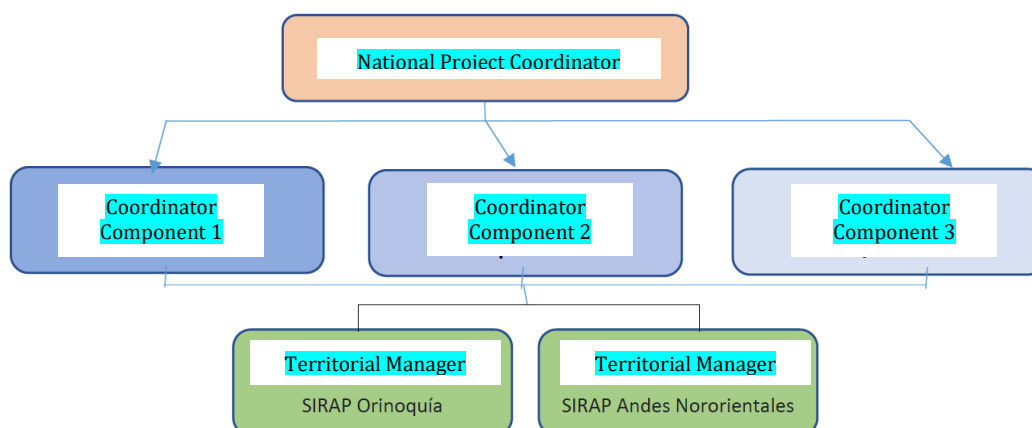 National Project Coordinator
Coordinator
Component 1
Coordinator
Component 2
Coordinator
Component 3
Territorial Manager
SIRAP Orinoquía
Territorial Manager
SIRAP Andes Nororientales